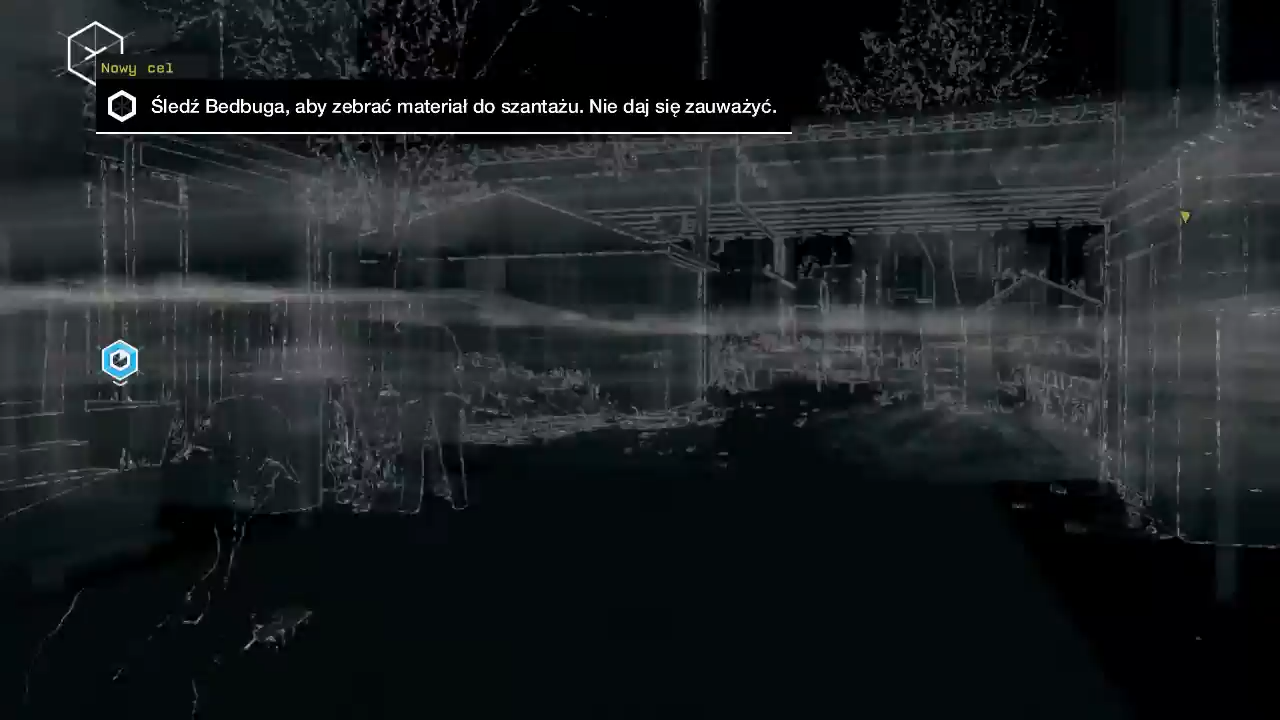 Nowy cel
Śledź Bedbuga, aby zebrać materiał do szantażu. Nie daj się zauważyć.